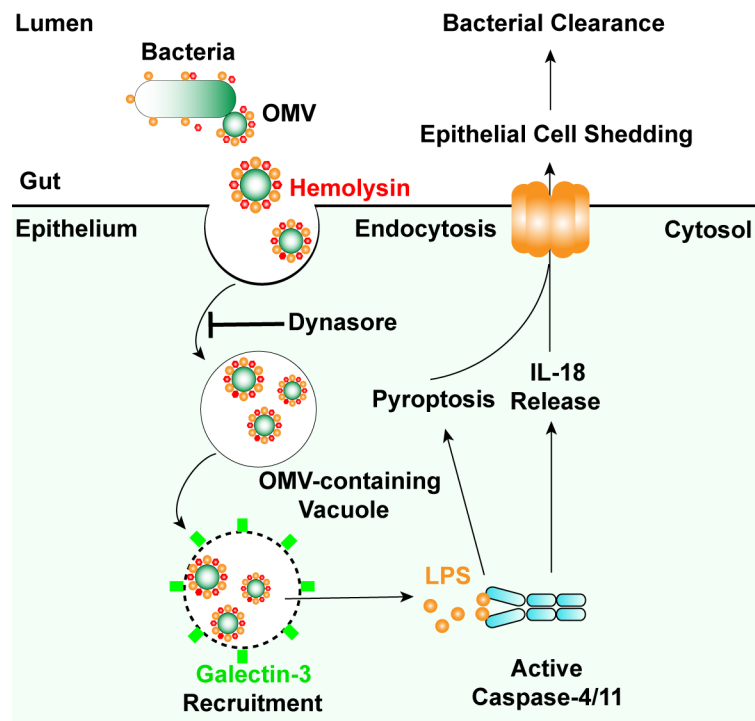 Lumen
Bacterial Clearance
Bacteria
OMV
Epithelial Cell Shedding
Gut
Hemolysin
Epithelium
Endocytosis
Cytosol
Dynasore
Pyroptosis
IL-18
Release
OMV-containing
Vacuole
LPS
Galectin-3
Recruitment
Active
Caspase-4/11